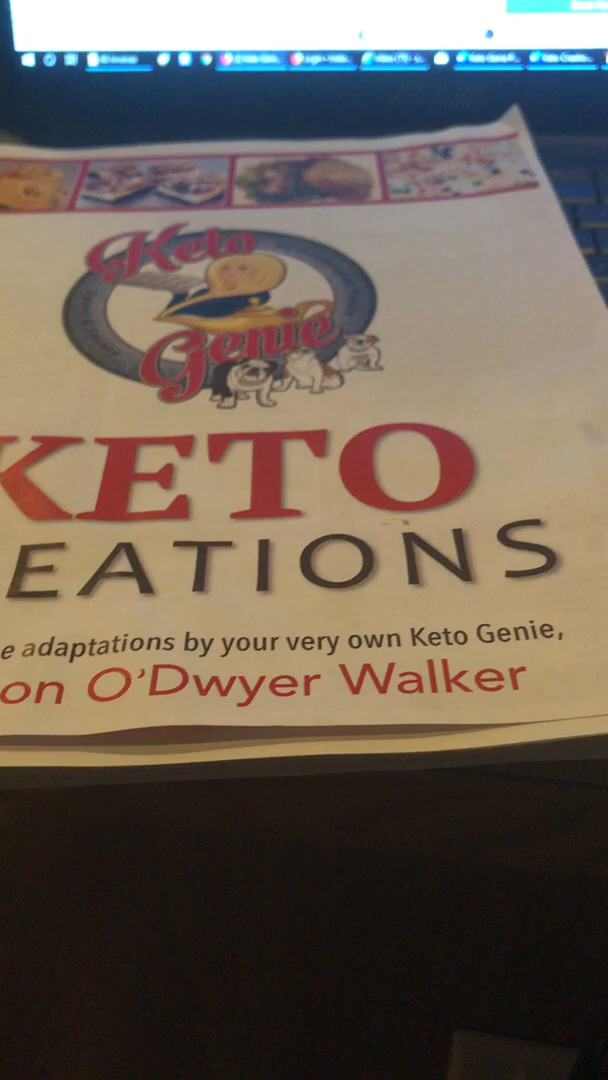 Keto
Genie
KETO
EATIONS
e adaptations by your very own Keto Genie,
on O'Dwyer Walker